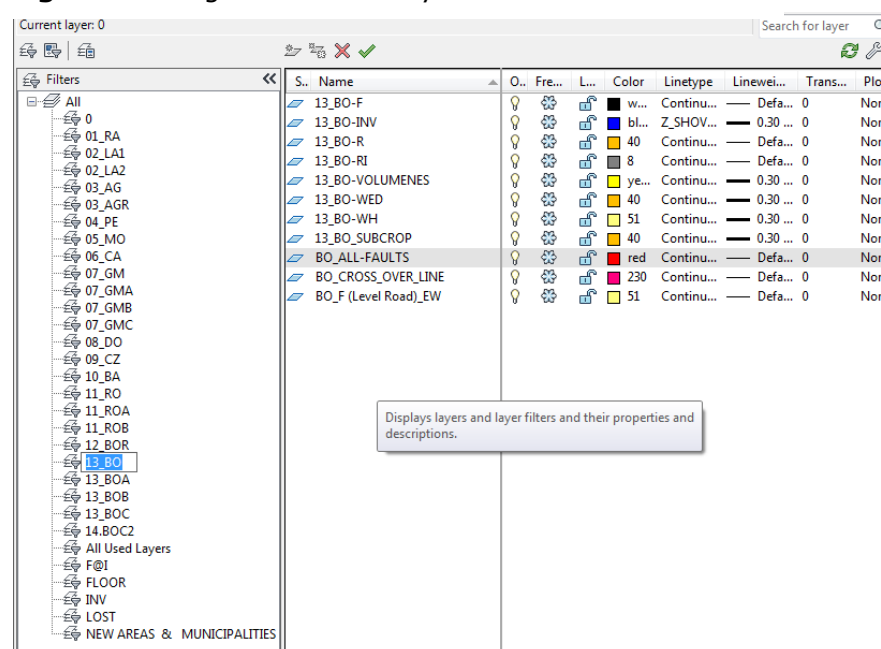 Current layer: 0
Search for layer
Filters
All
0
01_RA
02_LA1
02_LA2
03_AG
03_AGR
04_PE
05_MO
06_CA
07_GM
07_GMA
07_GMB
07_GMC
08_DO
09_CZ
10_BA
11_RO
11_ROA
11_ROB
12_BOR
13_BO
13_BOA
13_BOB
13_BOC
14.BOC2
All Used Layers
F@I
FLOOR
INV
LOST
NEW AREAS & MUNICIPALITIES
S.. Name O.. Fre... L... Color Linetype Linewei... Trans... Plo
13_BO-F w... Continu... Defa... 0 Nor
13_BO-INV bl... Z_SHOV... 0.30 ... 0 Nor
13_BO-R 40 Continu... Defa... 0 Nor
13_BO-RI 8 Continu... Defa... 0 Nor
13_BO-VOLUMENES ye... Continu... 0.30 ... 0 Nor
13_BO-WED 40 Continu... 0.30 ... 0 Nor
13_BO-WH 51 Continu... 0.30 ... 0 Nor
13_BO_SUBCROP 40 Continu... 0.30 ... 0 Nor
BO_ALL-FAULTS red Continu... Defa... 0 Nor
BO_CROSS_OVER_LINE 230 Continu... Defa... 0 Nor
BO_F (Level Road)_EW 51 Continu... Defa... 0 Nor
Displays layers and layer filters and their properties and
descriptions.